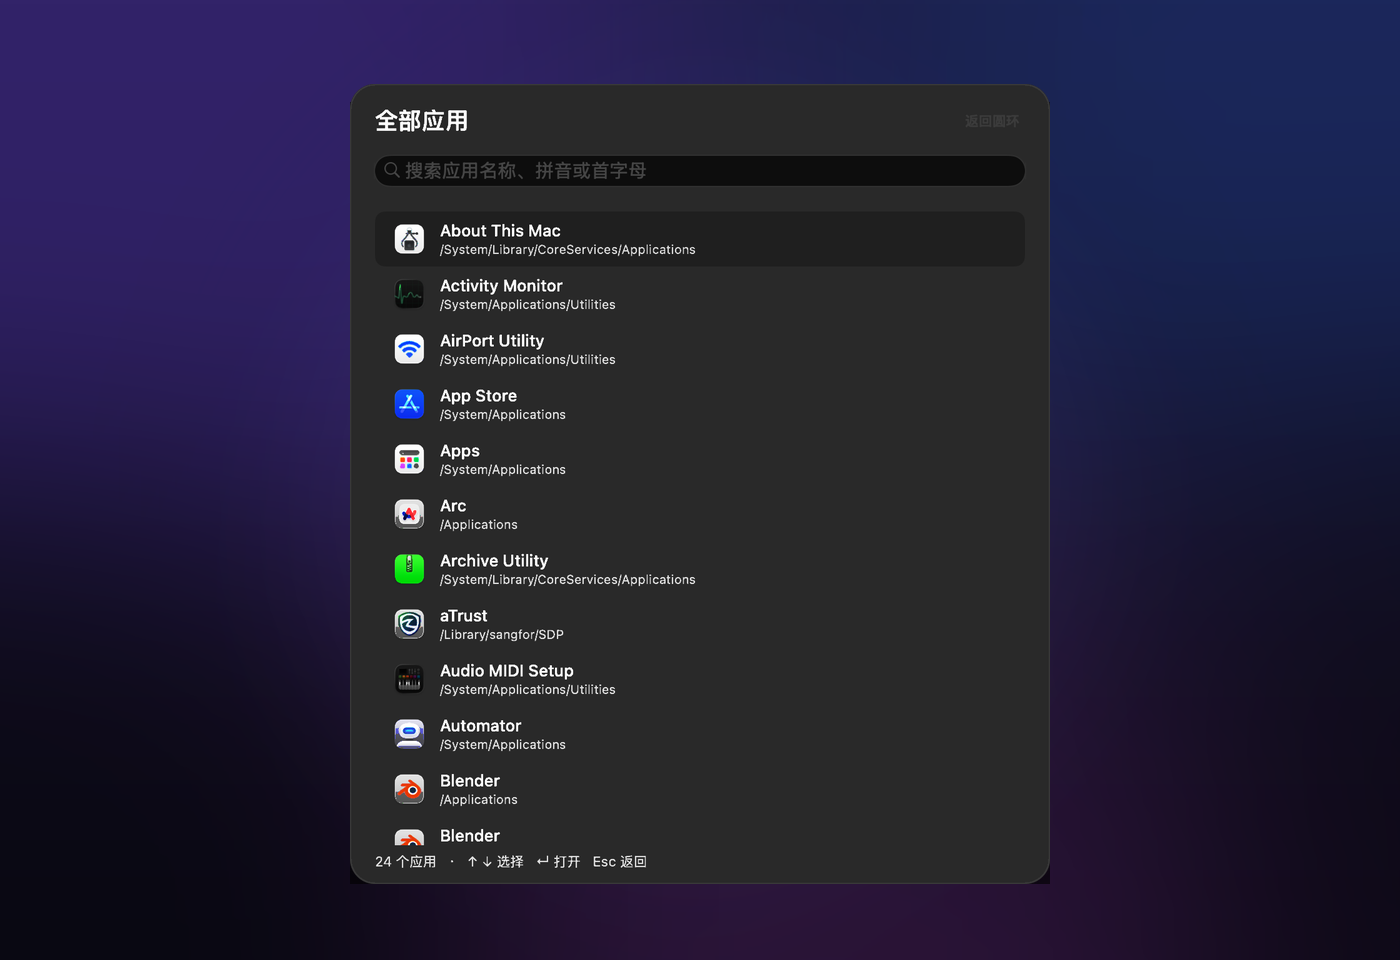 全部应用
返回圆环
搜索应用名称、拼音或首字母
About This Mac
/System/Library/CoreServices/Applications
Activity Monitor
/System/Applications/Utilities
AirPort Utility
/System/Applications/Utilities
App Store
/System/Applications
Apps
/System/Applications
Arc
/Applications
Archive Utility
/System/Library/CoreServices/Applications
aTrust
/Library/sangfor/SDP
Audio MIDI Setup
/System/Applications/Utilities
Automator
/System/Applications
Blender
/Applications
Blender
24 个应用 · ↑↓ 选择 ↵ 打开 Esc 返回